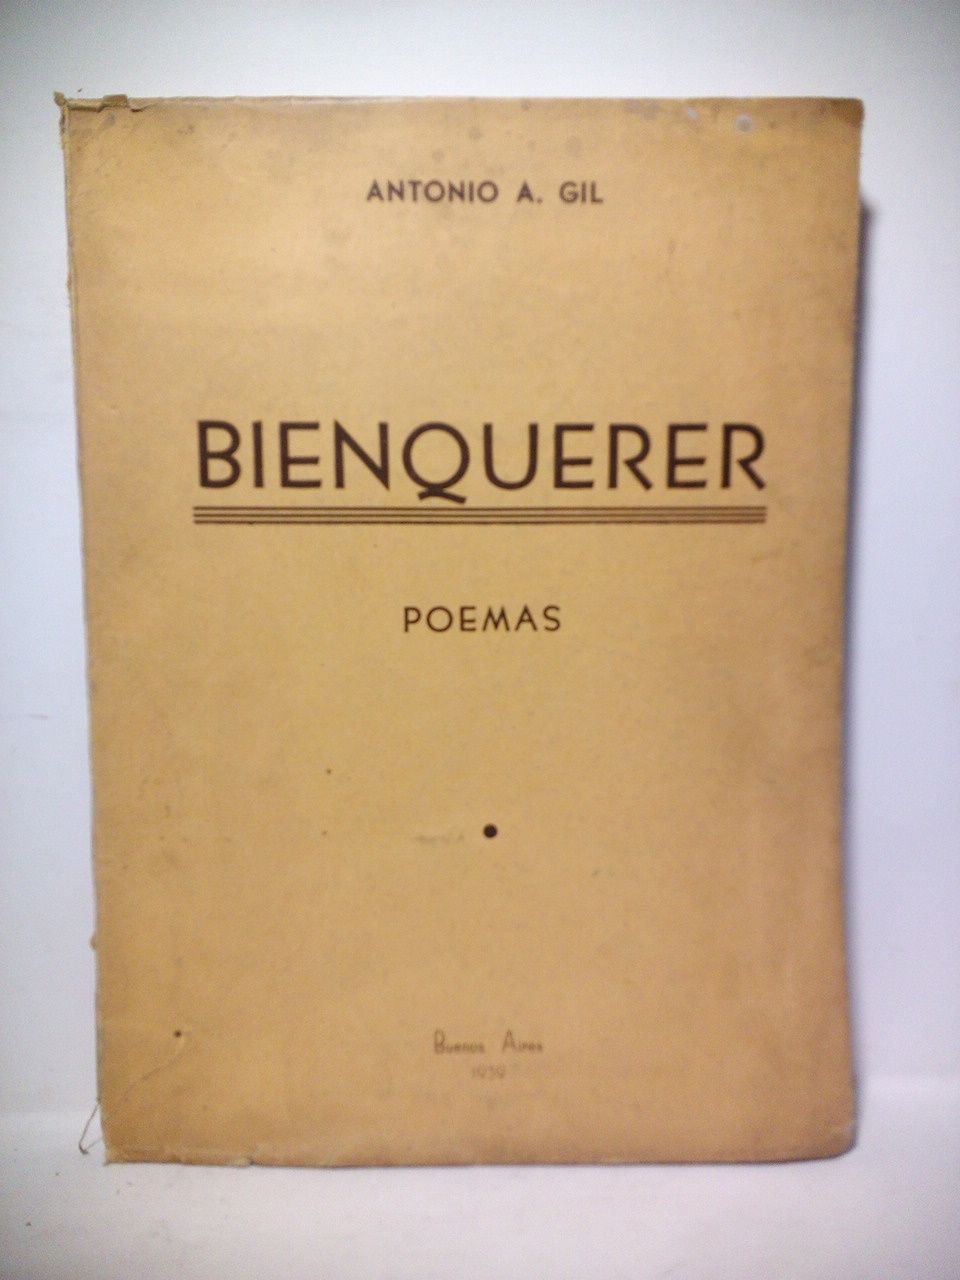 ANTONIO A. GIL
BIENQUERER
POEMAS
Buenos Aires
1939